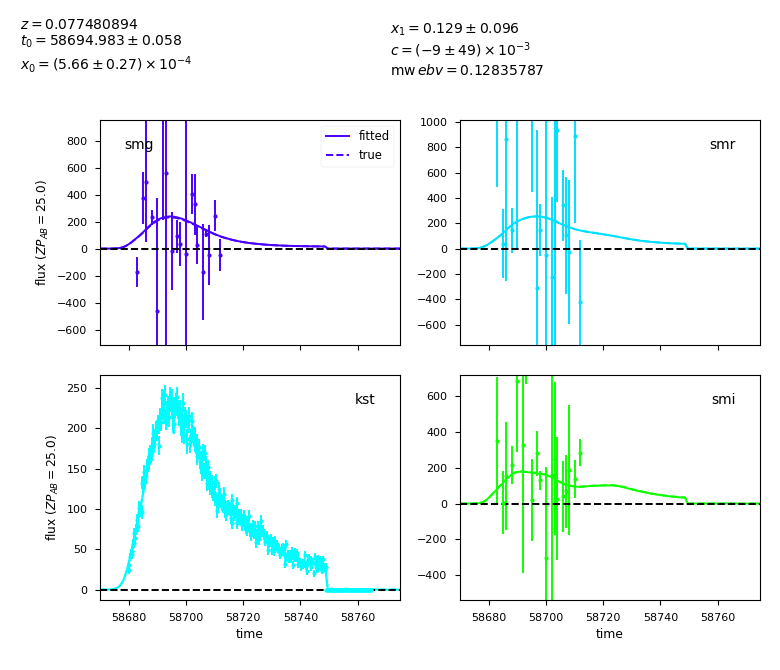 z = 0.077480894
t₀ = 58694.983 ± 0.058
x₀ = (5.66 ± 0.27) × 10⁻⁴
x₁ = 0.129 ± 0.096
c = (−9 ± 49) × 10⁻³
mw ebv = 0.12835787
smg
fitted
true
flux (ZP_AB = 25.0)
800
600
400
200
0
−200
−400
−600
smr
1000
800
600
400
200
0
−200
−400
−600
kst
flux (ZP_AB = 25.0)
250
200
150
100
50
0
58680 58700 58720 58740 58760
time
smi
600
400
200
0
−200
−400
58680 58700 58720 58740 58760
time